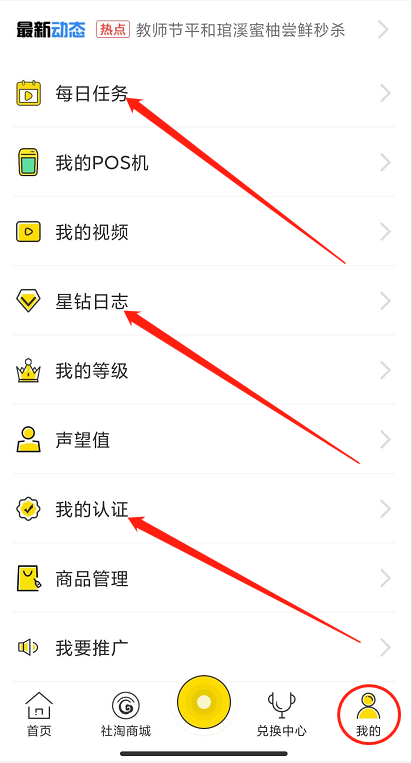 最新动态 热点 教师节平和琯溪蜜柚尝鲜秒杀
每日任务
我的POS机
我的视频
星钻日志
我的等级
声望值
我的认证
商品管理
我要推广
首页 社淘商城 兑换中心 我的